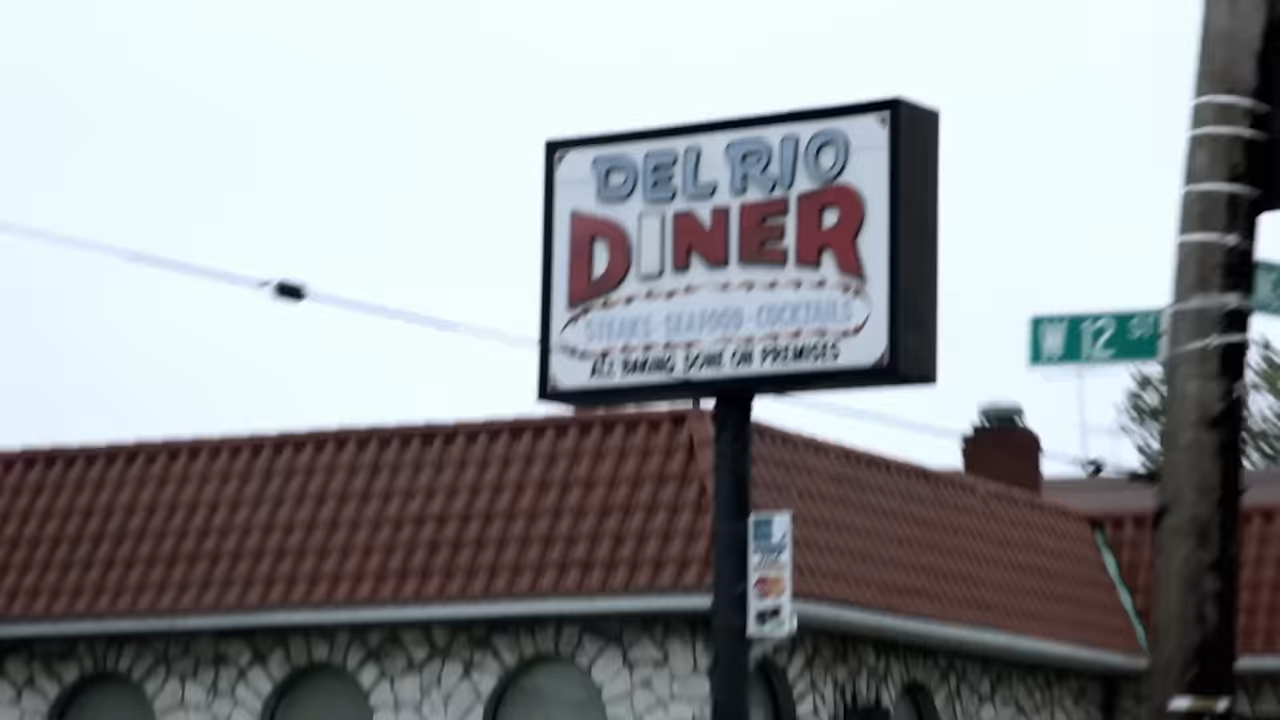 DEL RIO
DINER
STEAKS - SEAFOOD - COCKTAILS
ALL BAKING DONE ON PREMISES
W 12 ST